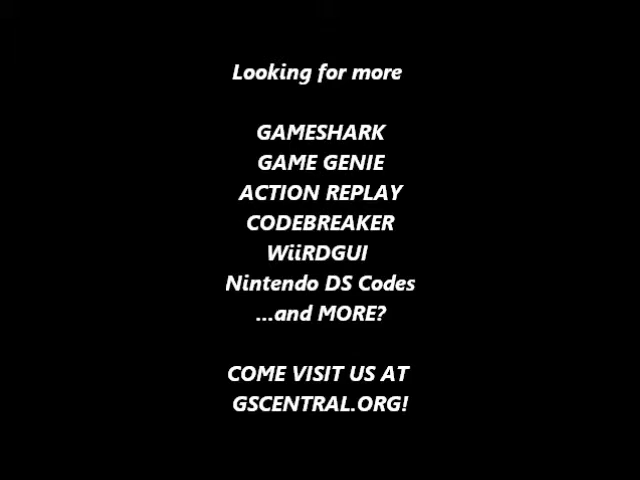 Looking for more
GAMESHARK
GAME GENIE
ACTION REPLAY
CODEBREAKER
WiiRDGUI
Nintendo DS Codes
...and MORE?
COME VISIT US AT
GSCENTRAL.ORG!